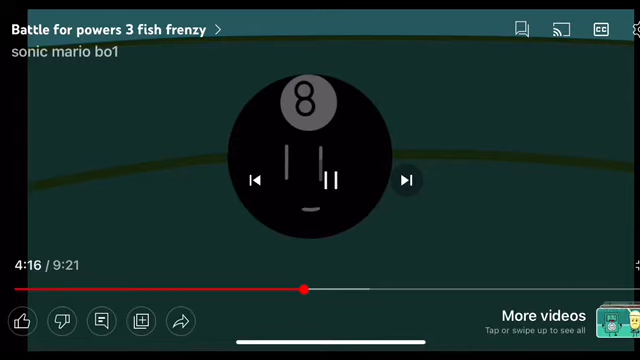 Battle for powers 3 fish frenzy
sonic mario bo1
CC
8
4:16 / 9:21
More videos
Tap or swipe up to see all